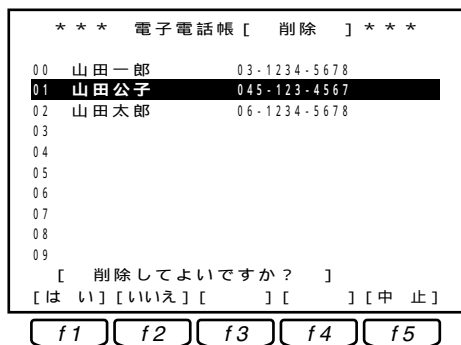 ＊＊＊ 電子電話帳［ 削除 ］＊＊＊
00 山田一郎 03-1234-5678
01 山田公子 045-123-4567
02 山田太郎 06-1234-5678
03
04
05
06
07
08
09
［ 削除してよいですか？ ］
［は い］［いいえ］［ ］［ ］［中 止］
f1 f2 f3 f4 f5